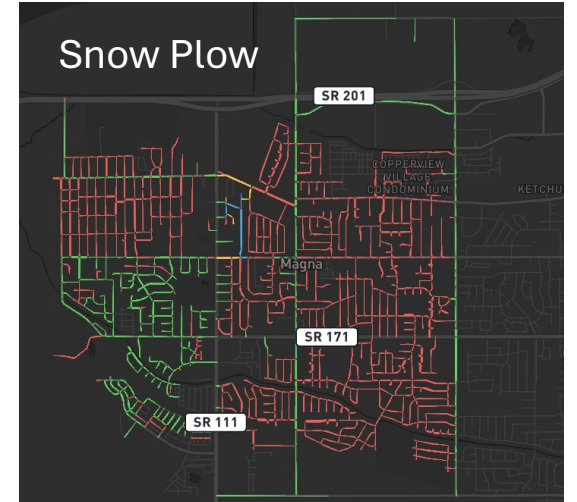 Snow Plow
SR 201
COPPERVIEW
VILLAGE
CONDOMINIUM
KETCHU
Magna
SR 171
SR 111